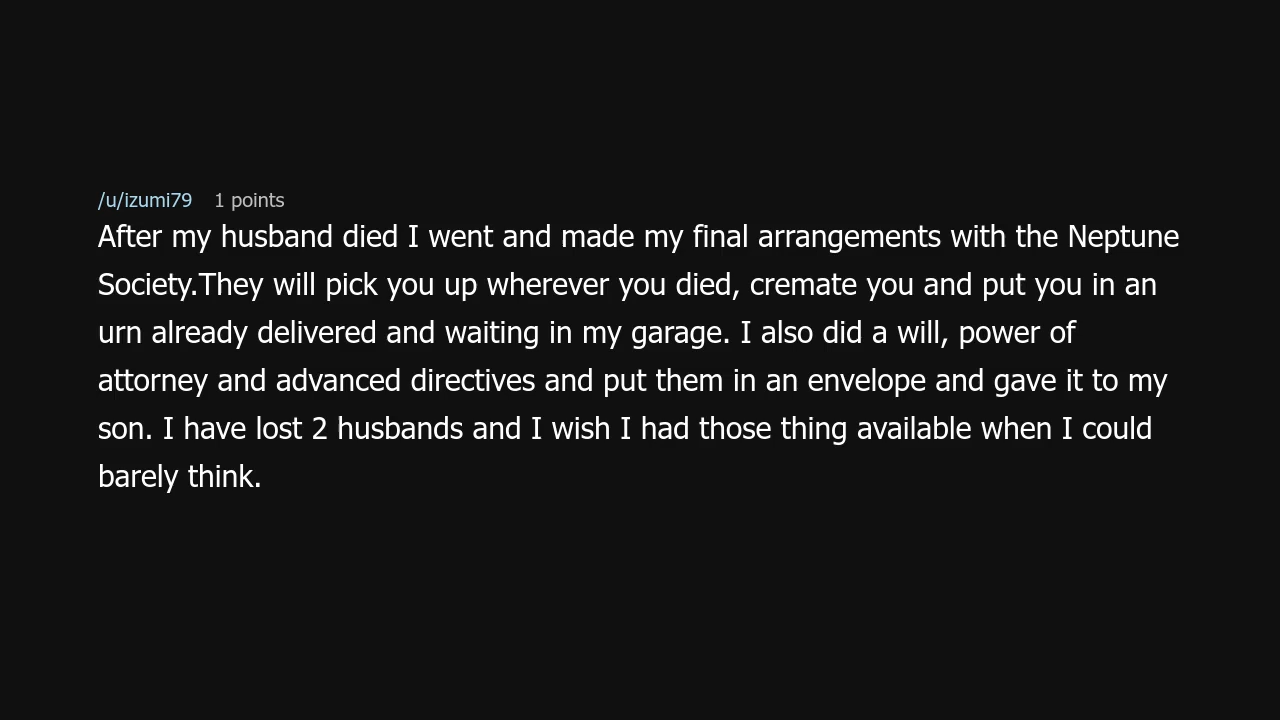 /u/izumi79 1 points
After my husband died I went and made my final arrangements with the Neptune
Society.They will pick you up wherever you died, cremate you and put you in an
urn already delivered and waiting in my garage. I also did a will, power of
attorney and advanced directives and put them in an envelope and gave it to my
son. I have lost 2 husbands and I wish I had those thing available when I could
barely think.